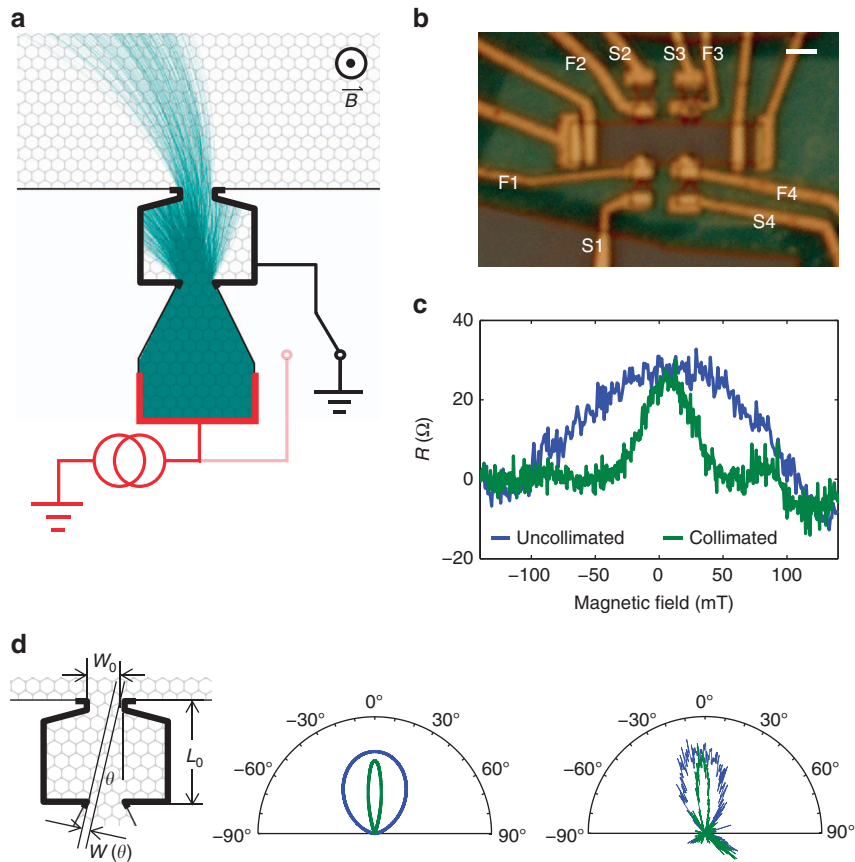 a
B
b
S2
S3
F3
F2
F1
F4
S4
S1
c
40
20
0
−20
R (Ω)
Uncollimated
Collimated
−100
−50
0
50
100
Magnetic field (mT)
d
W0
L0
θ
W (θ)
0°
−30°
30°
−60°
60°
−90°
90°
0°
−30°
30°
−60°
60°
−90°
90°